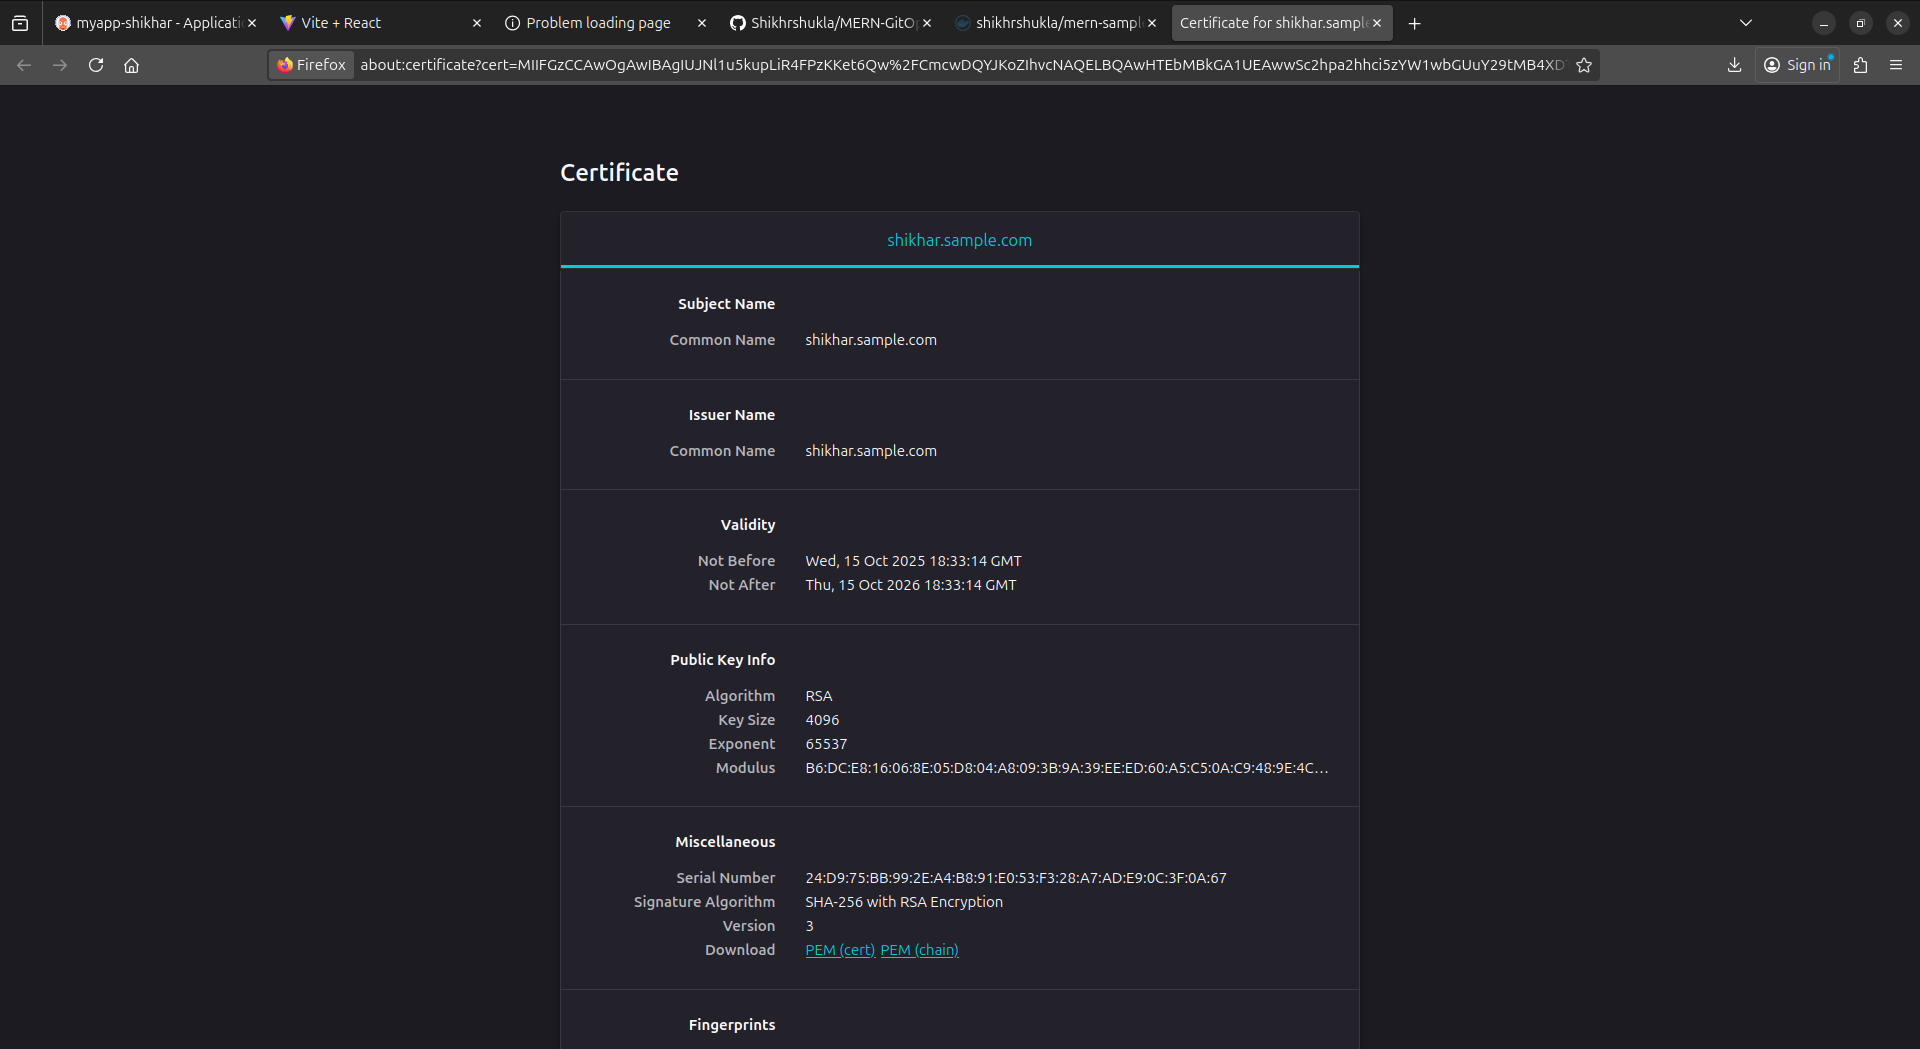 myapp-shikhar - Applicati
Vite + React
Problem loading page
Shikhrshukla/MERN-GitOp
shikhrshukla/mern-sampl
Certificate for shikhar.sample
Firefox
about:certificate?cert=MIIFGzCCAwOgAwIBAgIUJNl1u5kupLiR4FPzKKet6Qw%2FCmcwDQYJKoZIhvcNAQELBQAwHTEbMBkGA1UEAwwSc2hpa2hhci5zYW1wbGUuY29tMB4XD
Sign in
Certificate
shikhar.sample.com
Subject Name
Common Name shikhar.sample.com
Issuer Name
Common Name shikhar.sample.com
Validity
Not Before Wed, 15 Oct 2025 18:33:14 GMT
Not After Thu, 15 Oct 2026 18:33:14 GMT
Public Key Info
Algorithm RSA
Key Size 4096
Exponent 65537
Modulus B6:DC:E8:16:06:8E:05:D8:04:A8:09:3B:9A:39:EE:ED:60:A5:C5:0A:C9:48:9E:4C…
Miscellaneous
Serial Number 24:D9:75:BB:99:2E:A4:B8:91:E0:53:F3:28:A7:AD:E9:0C:3F:0A:67
Signature Algorithm SHA-256 with RSA Encryption
Version 3
Download PEM (cert) PEM (chain)
Fingerprints